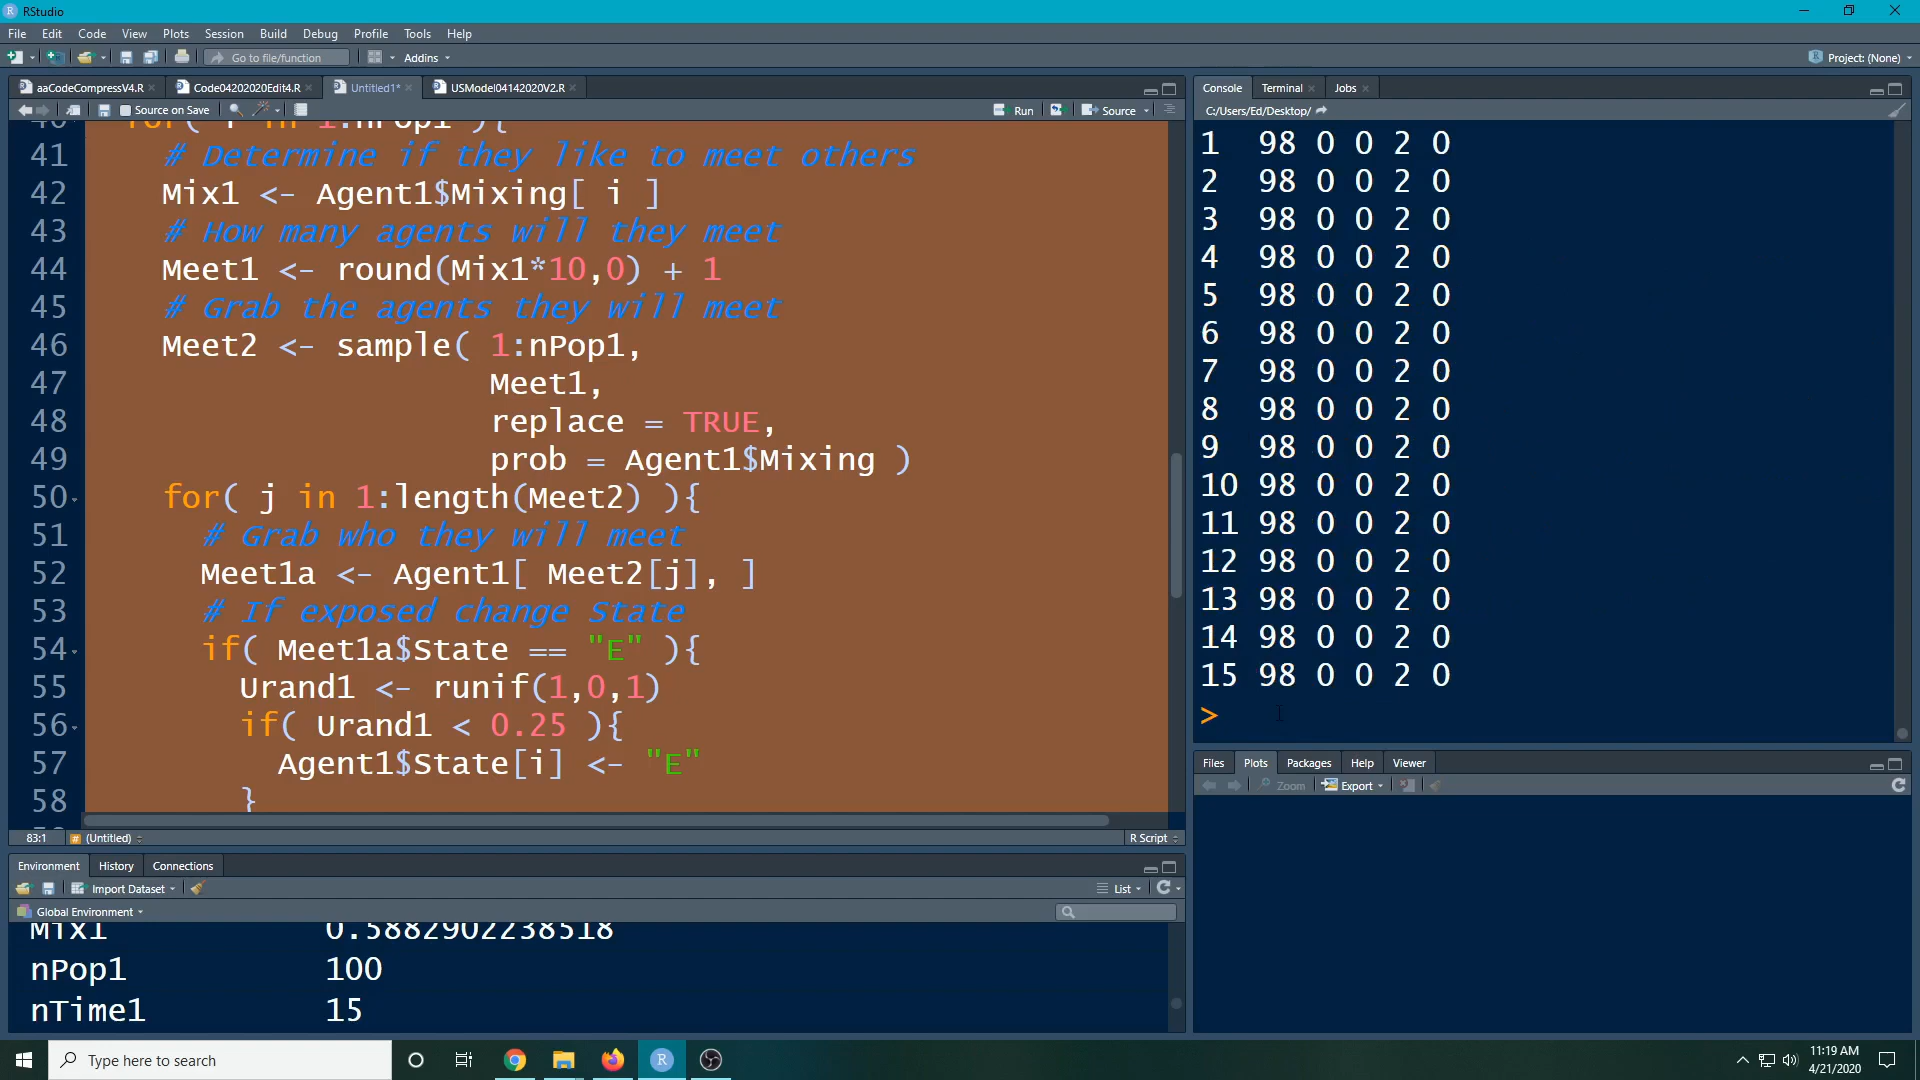 RStudio
File Edit Code View Plots Session Build Debug Profile Tools Help
Go to file/function Addins Project: (None)
aaCodeCompressV4.R Code04202020Edit4.R Untitled1* USModel04142020V2.R
Source on Save Run Source
40 for( i in 1:nPop1 ){
41 # Determine if they like to meet others
42 Mix1 <- Agent1$Mixing[ i ]
43 # How many agents will they meet
44 Meet1 <- round(Mix1*10,0) + 1
45 # Grab the agents they will meet
46 Meet2 <- sample( 1:nPop1,
47 Meet1,
48 replace = TRUE,
49 prob = Agent1$Mixing )
50 for( j in 1:length(Meet2) ){
51 # Grab who they will meet
52 Meet1a <- Agent1[ Meet2[j], ]
53 # If exposed change State
54 if( Meet1a$State == "E" ){
55 Urand1 <- runif(1,0,1)
56 if( Urand1 < 0.25 ){
57 Agent1$State[i] <- "E"
58 }
83:1 (Untitled) R Script
Environment History Connections
Import Dataset List
Global Environment
Mix1 0.5882902238518
nPop1 100
nTime1 15
Console Terminal Jobs
C:/Users/Ed/Desktop/
1 98 0 0 2 0
2 98 0 0 2 0
3 98 0 0 2 0
4 98 0 0 2 0
5 98 0 0 2 0
6 98 0 0 2 0
7 98 0 0 2 0
8 98 0 0 2 0
9 98 0 0 2 0
10 98 0 0 2 0
11 98 0 0 2 0
12 98 0 0 2 0
13 98 0 0 2 0
14 98 0 0 2 0
15 98 0 0 2 0
>
Files Plots Packages Help Viewer
Zoom Export
Type here to search
11:19 AM
4/21/2020